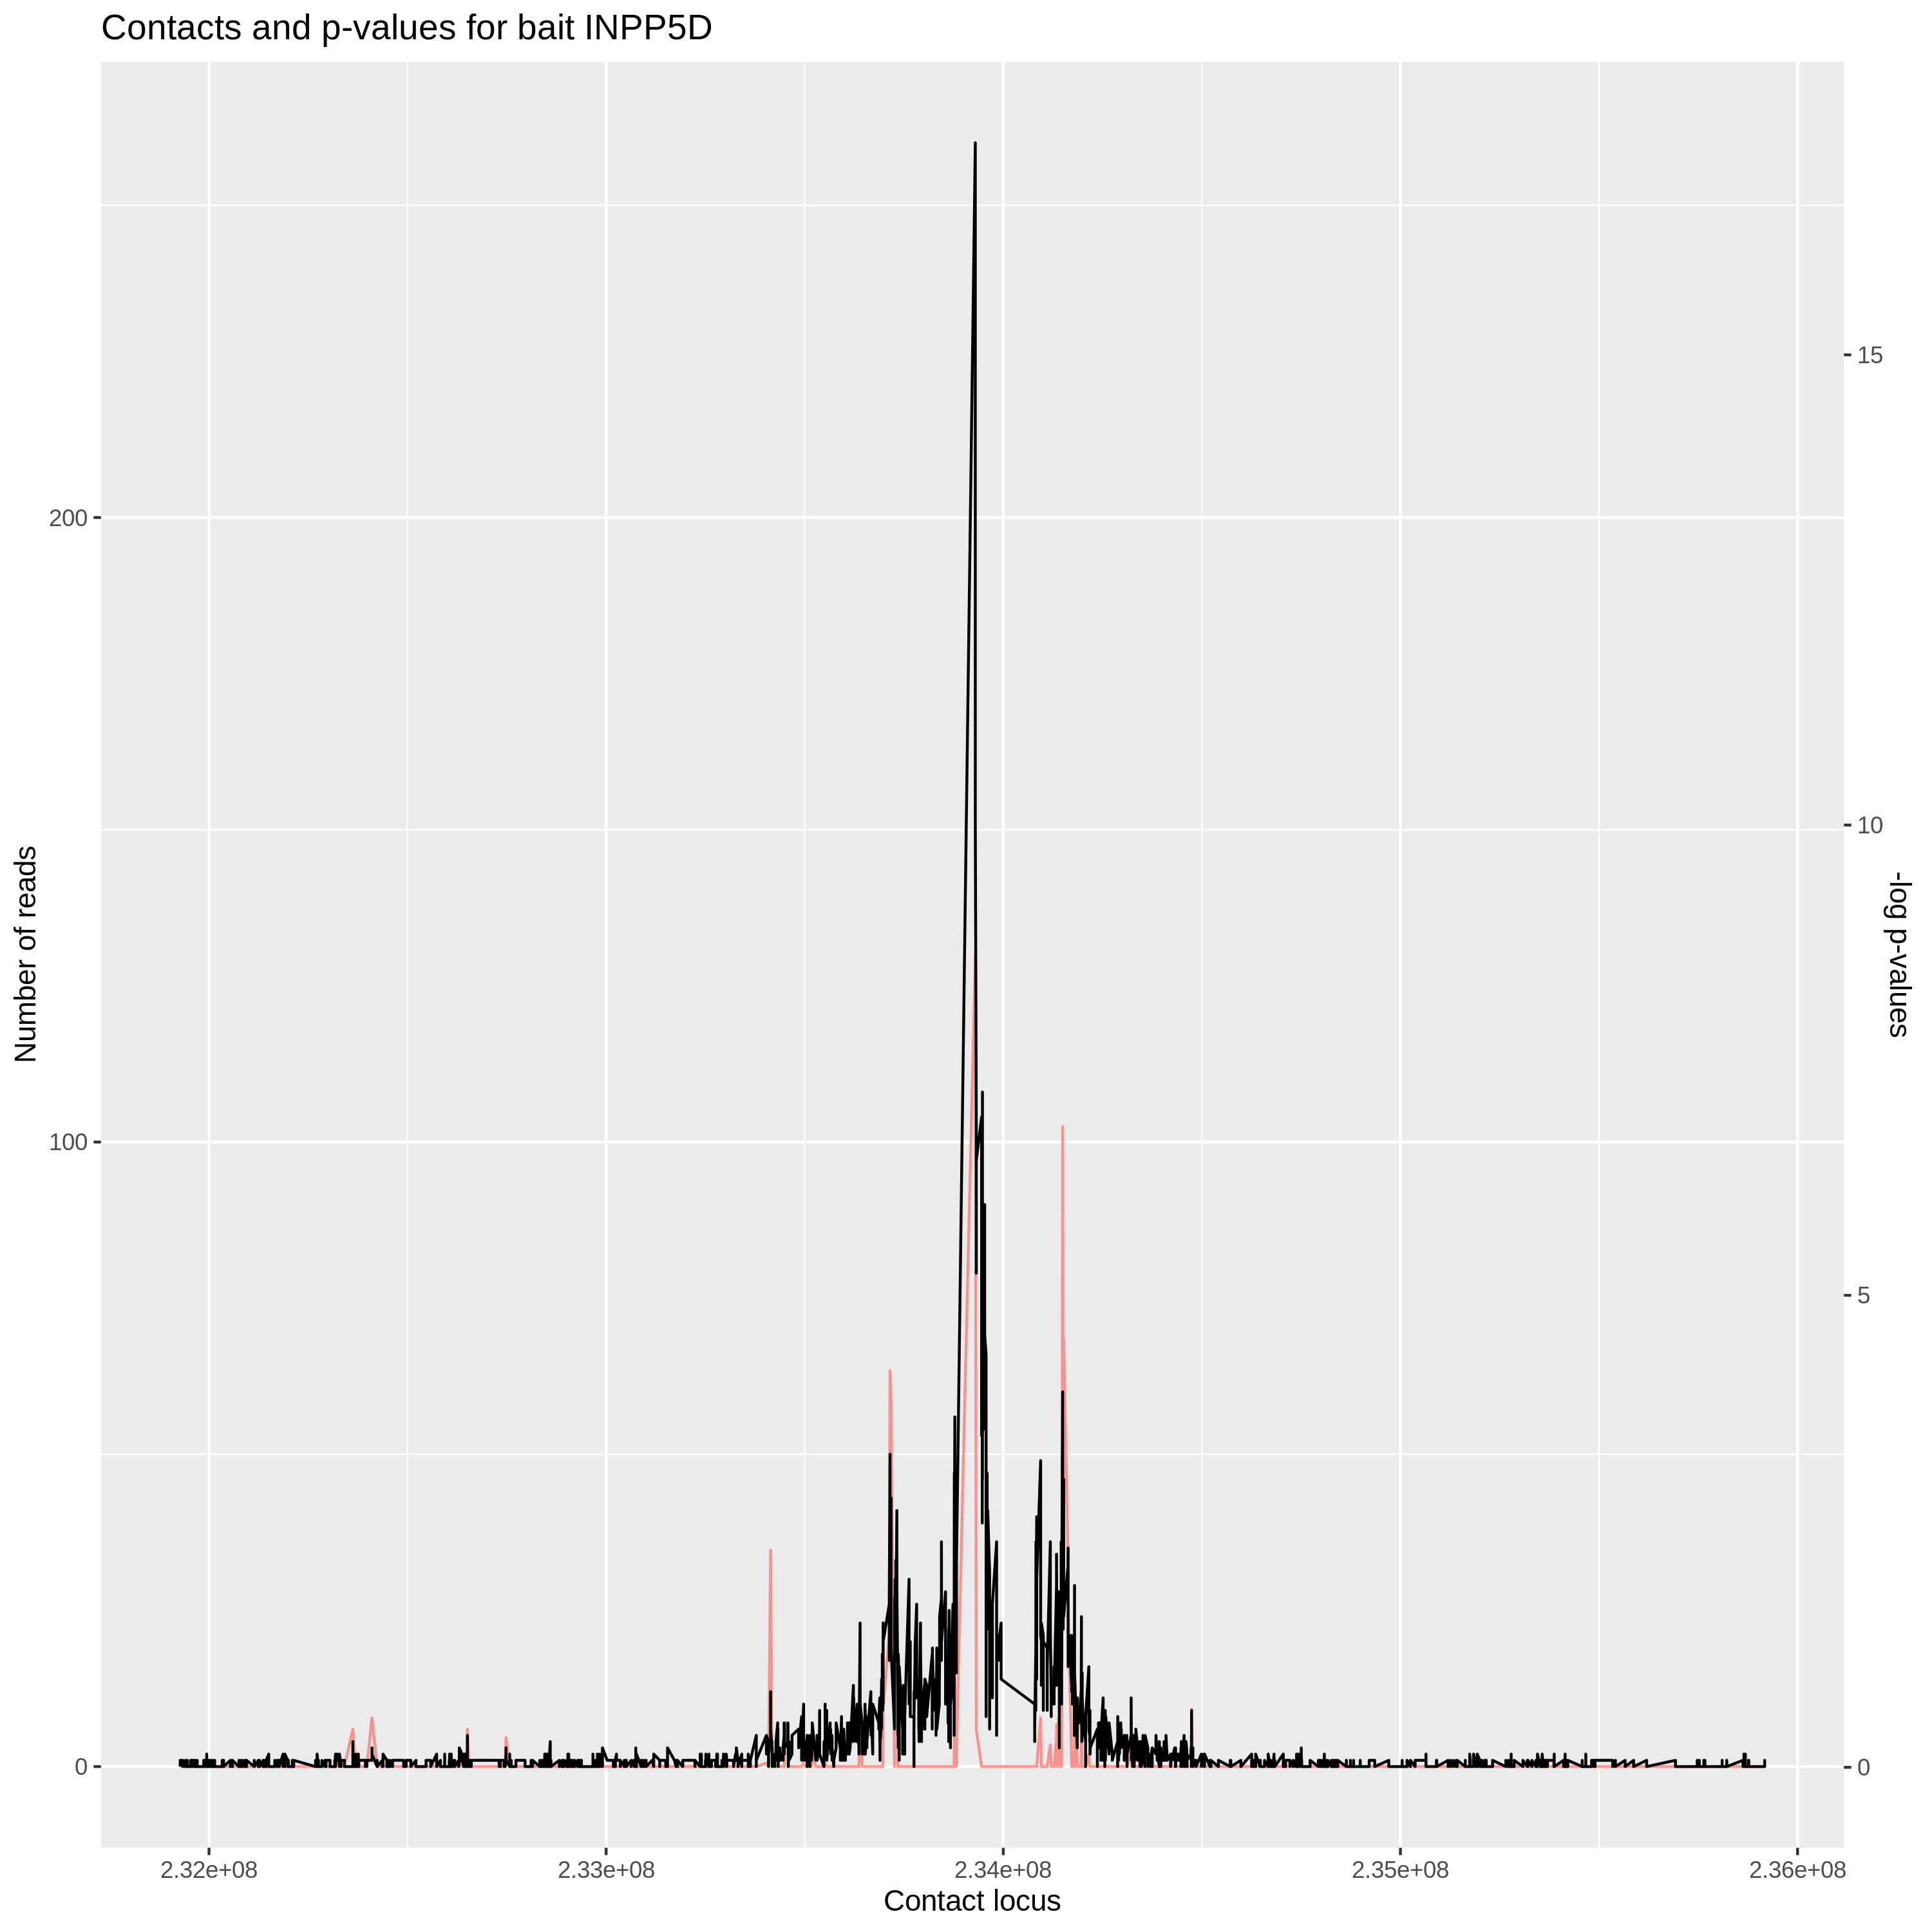 Contacts and p-values for bait INPP5D
Number of reads
200
100
0
15
10
5
0
-log p-values
2.32e+08
2.33e+08
2.34e+08
2.35e+08
2.36e+08
Contact locus